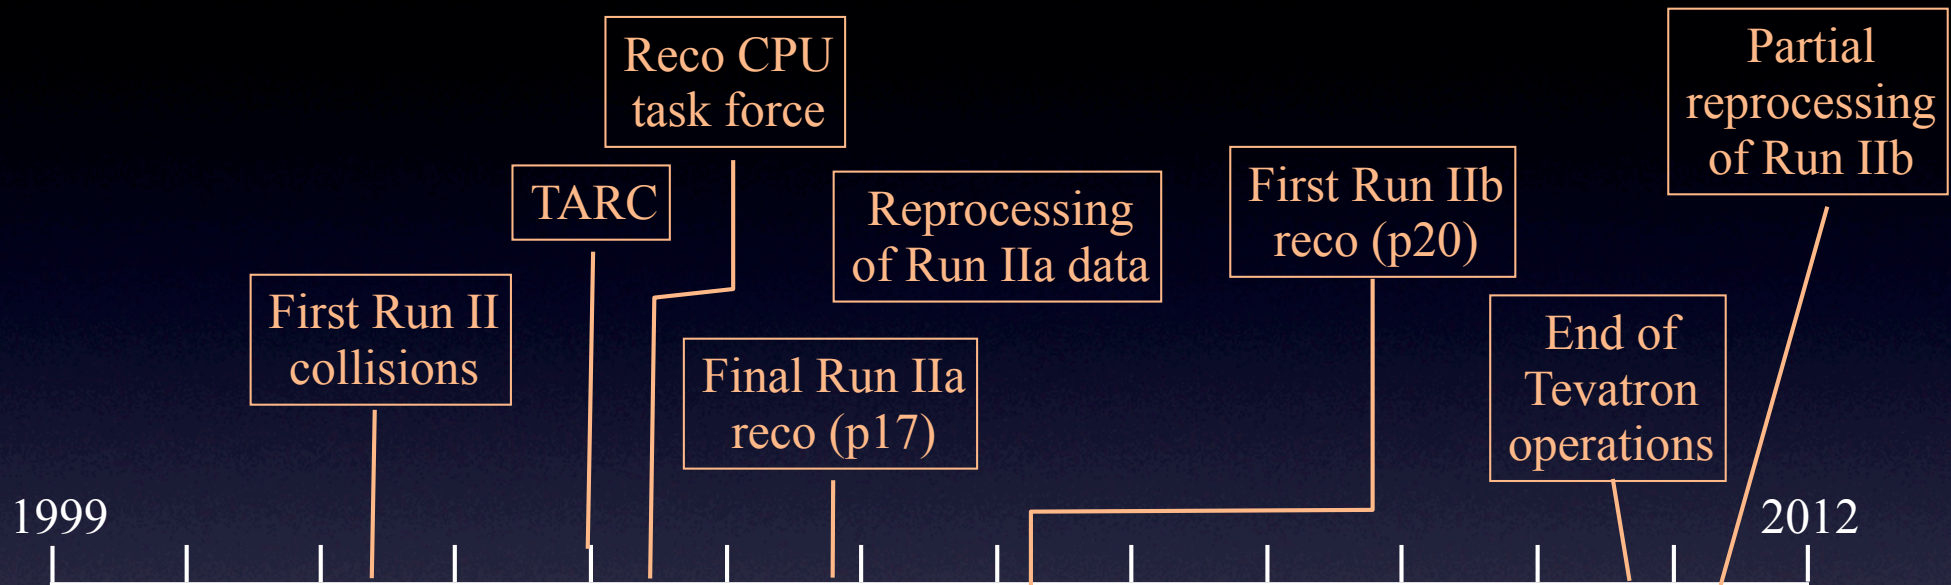 Reco CPU
task force
Partial
reprocessing
of Run IIb
TARC
Reprocessing
of Run IIa data
First Run IIb
reco (p20)
First Run II
collisions
Final Run IIa
reco (p17)
End of
Tevatron
operations
1999
2012